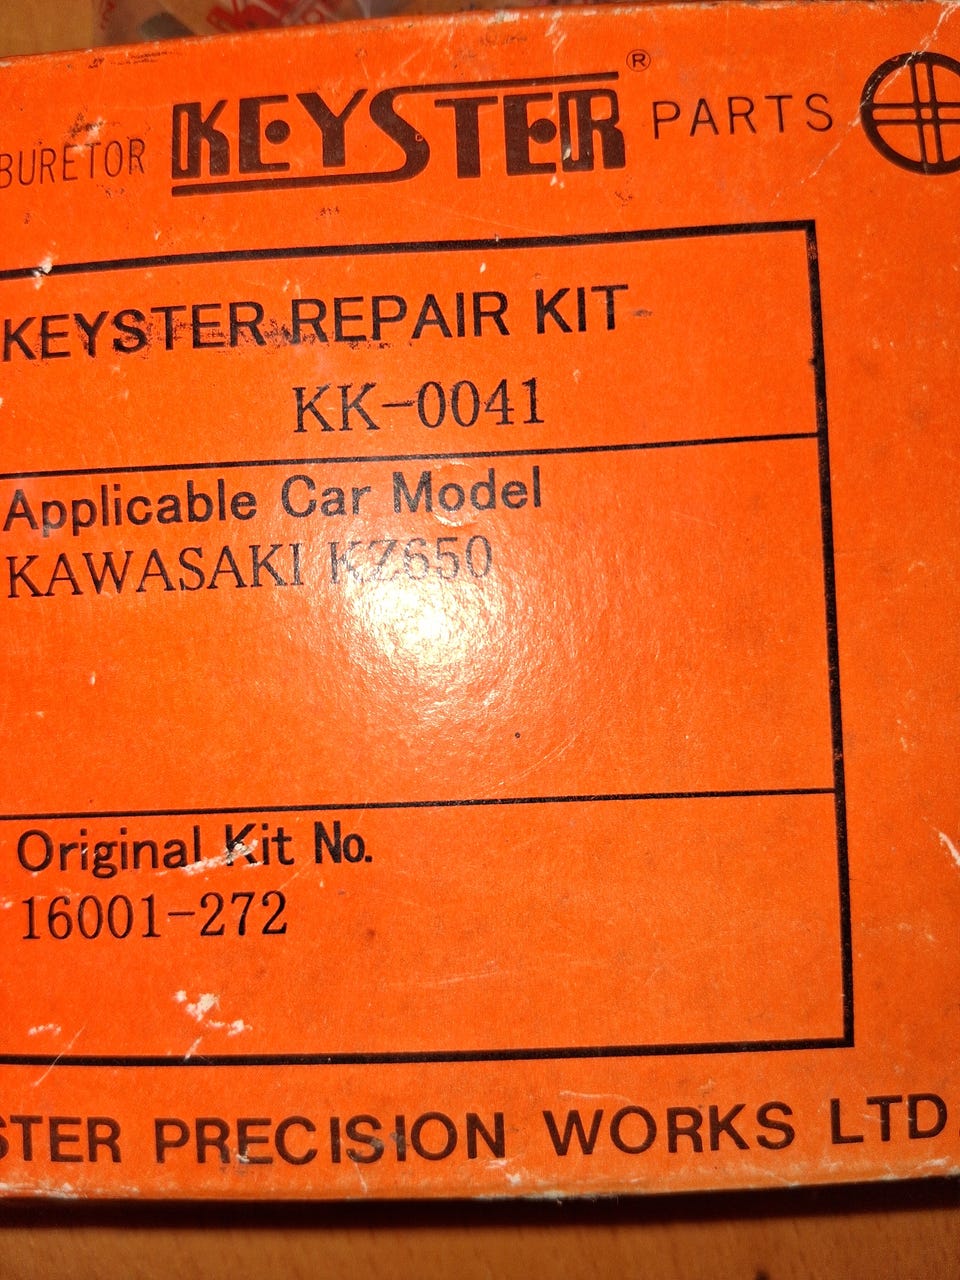 BURETOR KEYSTER® PARTS
KEYSTER REPAIR KIT
KK-0041
Applicable Car Model
KAWASAKI KZ650
Original Kit No.
16001-272
STER PRECISION WORKS LTD.